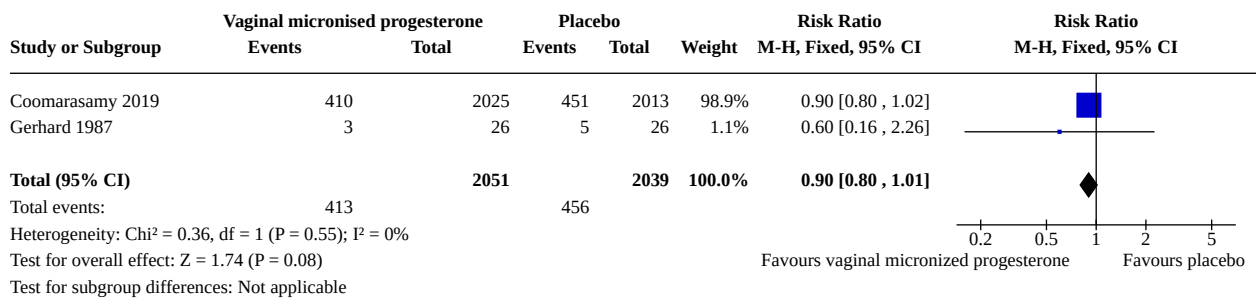 Vaginal micronised progesterone Placebo Risk Ratio Risk Ratio
Study or Subgroup Events Total Events Total Weight M-H, Fixed, 95% CI M-H, Fixed, 95% CI
Coomarasamy 2019 410 2025 451 2013 98.9% 0.90 [0.80 , 1.02]
Gerhard 1987 3 26 5 26 1.1% 0.60 [0.16 , 2.26]
Total (95% CI) 2051 2039 100.0% 0.90 [0.80 , 1.01]
Total events: 413 456
Heterogeneity: Chi² = 0.36, df = 1 (P = 0.55); I² = 0%
0.2 0.5 1 2 5
Test for overall effect: Z = 1.74 (P = 0.08) Favours vaginal micronized progesterone Favours placebo
Test for subgroup differences: Not applicable